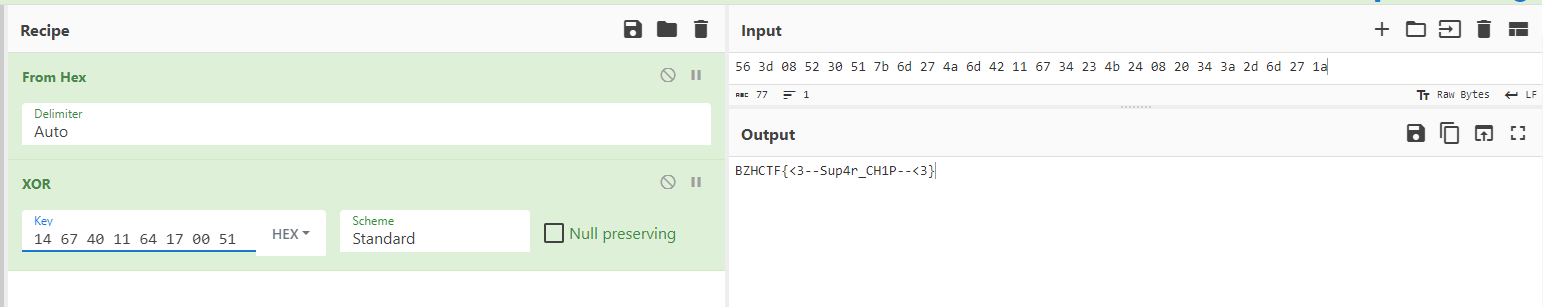 Recipe
From Hex
Delimiter
Auto
XOR
Key
14 67 40 11 64 17 00 51
HEX
Scheme
Standard
Null preserving
Input
56 3d 08 52 30 51 7b 6d 27 4a 6d 42 11 67 34 23 4b 24 08 20 34 3a 2d 6d 27 1a
ABC 77 1 Tт Raw Bytes LF
Output
BZHCTF{<3--Sup4r_CH1P--<3}